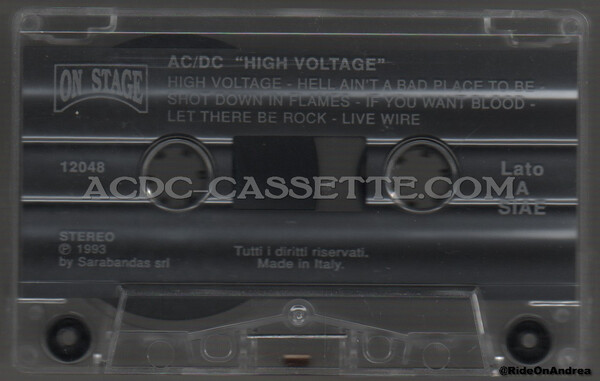 ON STAGE
AC/DC "HIGH VOLTAGE"
HIGH VOLTAGE - HELL AIN'T A BAD PLACE TO BE -
SHOT DOWN IN FLAMES - IF YOU WANT BLOOD -
LET THERE BE ROCK - LIVE WIRE
12048
Lato
A
SIAE
ACDC-CASSETTE.COM
STEREO
℗ 1993
by Sarabandas srl
Tutti i diritti riservati.
Made in Italy.
@RideOnAndrea